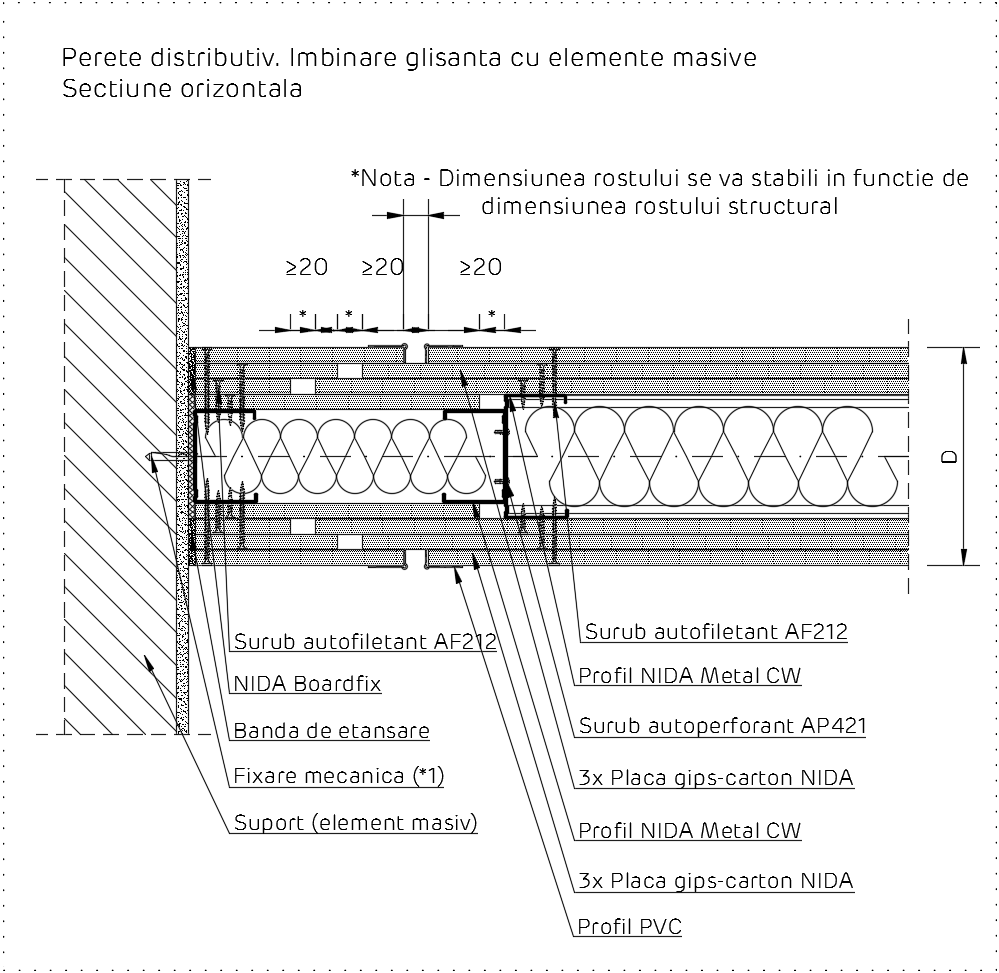 Perete distributiv. Imbinare glisanta cu elemente masive
Sectiune orizontala
*Nota - Dimensiunea rostului se va stabili in functie de
dimensiunea rostului structural
≥20 ≥20 ≥20
* * *
D
Surub autofiletant AF212
NIDA Boardfix
Banda de etansare
Fixare mecanica (*1)
Suport (element masiv)
Surub autofiletant AF212
Profil NIDA Metal CW
Surub autoperforant AP421
3x Placa gips-carton NIDA
Profil NIDA Metal CW
3x Placa gips-carton NIDA
Profil PVC